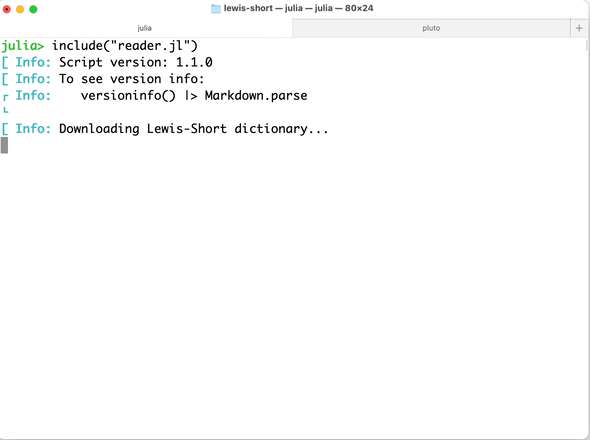 lewis-short — julia — julia — 80×24
julia pluto +
julia> include("reader.jl")
[ Info: Script version: 1.1.0
[ Info: To see version info:
┌ Info:    versioninfo() |> Markdown.parse
└
[ Info: Downloading Lewis-Short dictionary...